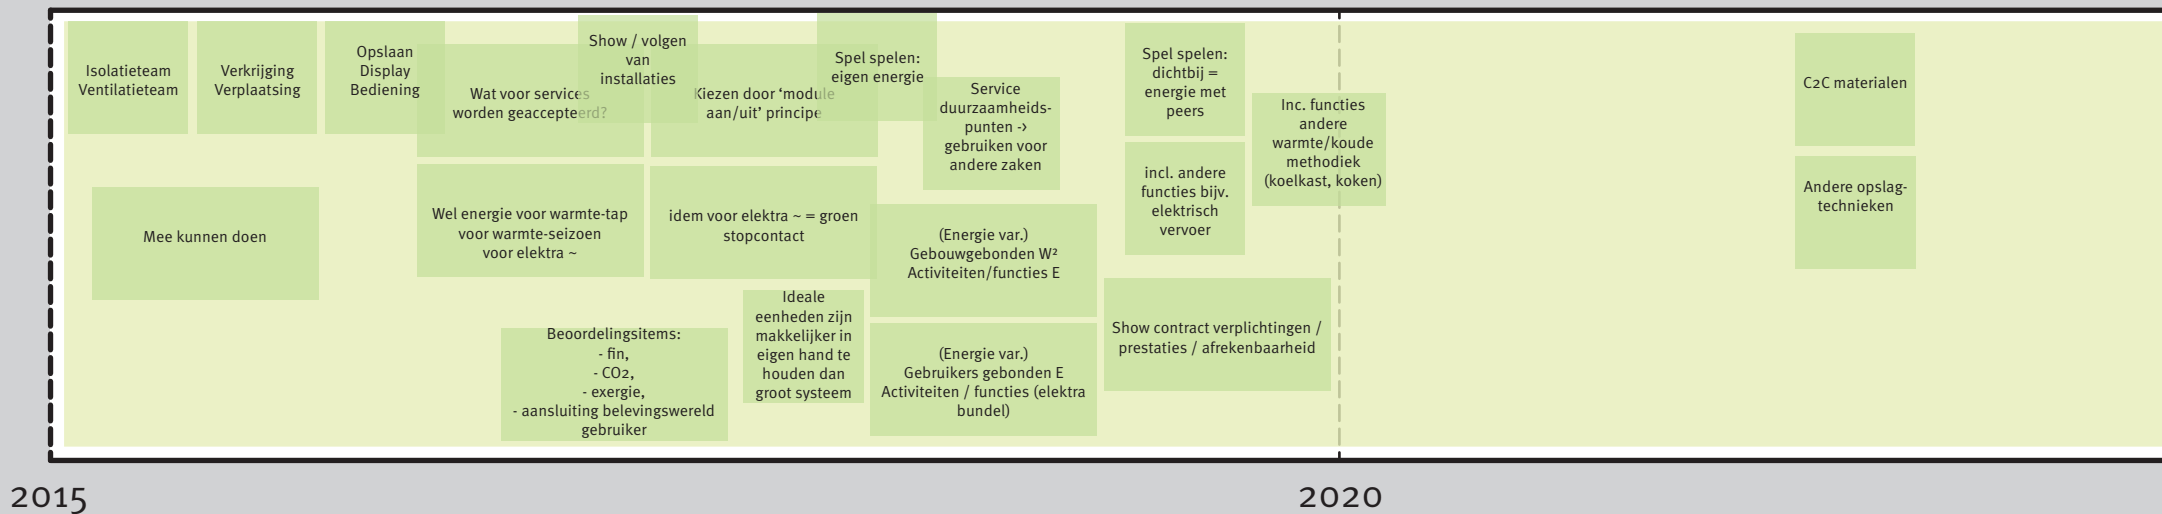 Isolatieteam
Ventilatieteam
Verkrijging
Verplaatsing
Opslaan
Display
Bediening
Mee kunnen doen
Wat voor services
worden geaccepteerd?
Show / volgen
van
installaties
Kiezen door ‘module
aan/uit’ principe
Spel spelen:
eigen energie
Service
duurzaamheids-
punten ->
gebruiken voor
andere zaken
Spel spelen:
dichtbij =
energie met
peers
Inc. functies
andere
warmte/koude
methodiek
(koelkast, koken)
incl. andere
functies bijv.
elektrisch
vervoer
Wel energie voor warmte-tap
voor warmte-seizoen
voor elektra ~
idem voor elektra ~ = groen
stopcontact
(Energie var.)
Gebouwgebonden W²
Activiteiten/functies E
Beoordelingsitems:
- fin,
- CO2,
- exergie,
- aansluiting belevingswereld
gebruiker
Ideale
eenheden zijn
makkelijker in
eigen hand te
houden dan
groot systeem
(Energie var.)
Gebruikers gebonden E
Activiteiten / functies (elektra
bundel)
Show contract verplichtingen /
prestaties / afrekenbaarheid
C2C materialen
Andere opslag-
technieken
2015
2020